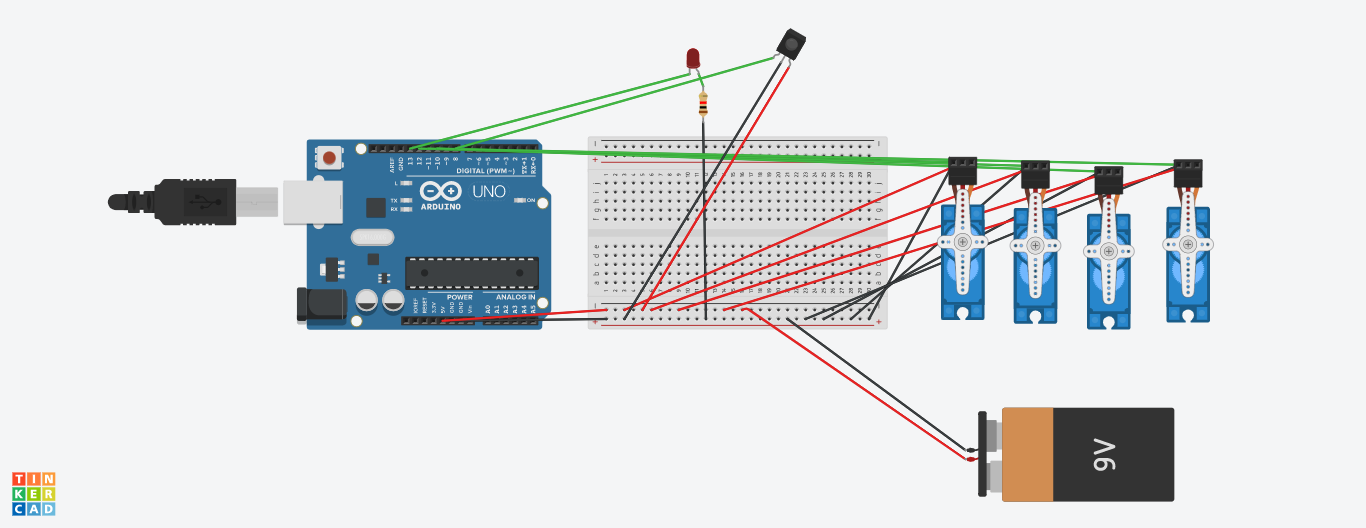 AREF
GND
13
12
~11
~10
~9
8
7
~6
~5
4
~3
2
TX→1
RX←0
DIGITAL (PWM~)
L
TX
RX
UNO
ARDUINO
ON
POWER
ANALOG IN
IOREF
RESET
3.3V
5V
GND
GND
Vin
A0
A1
A2
A3
A4
A5
9V
TIN
KER
CAD